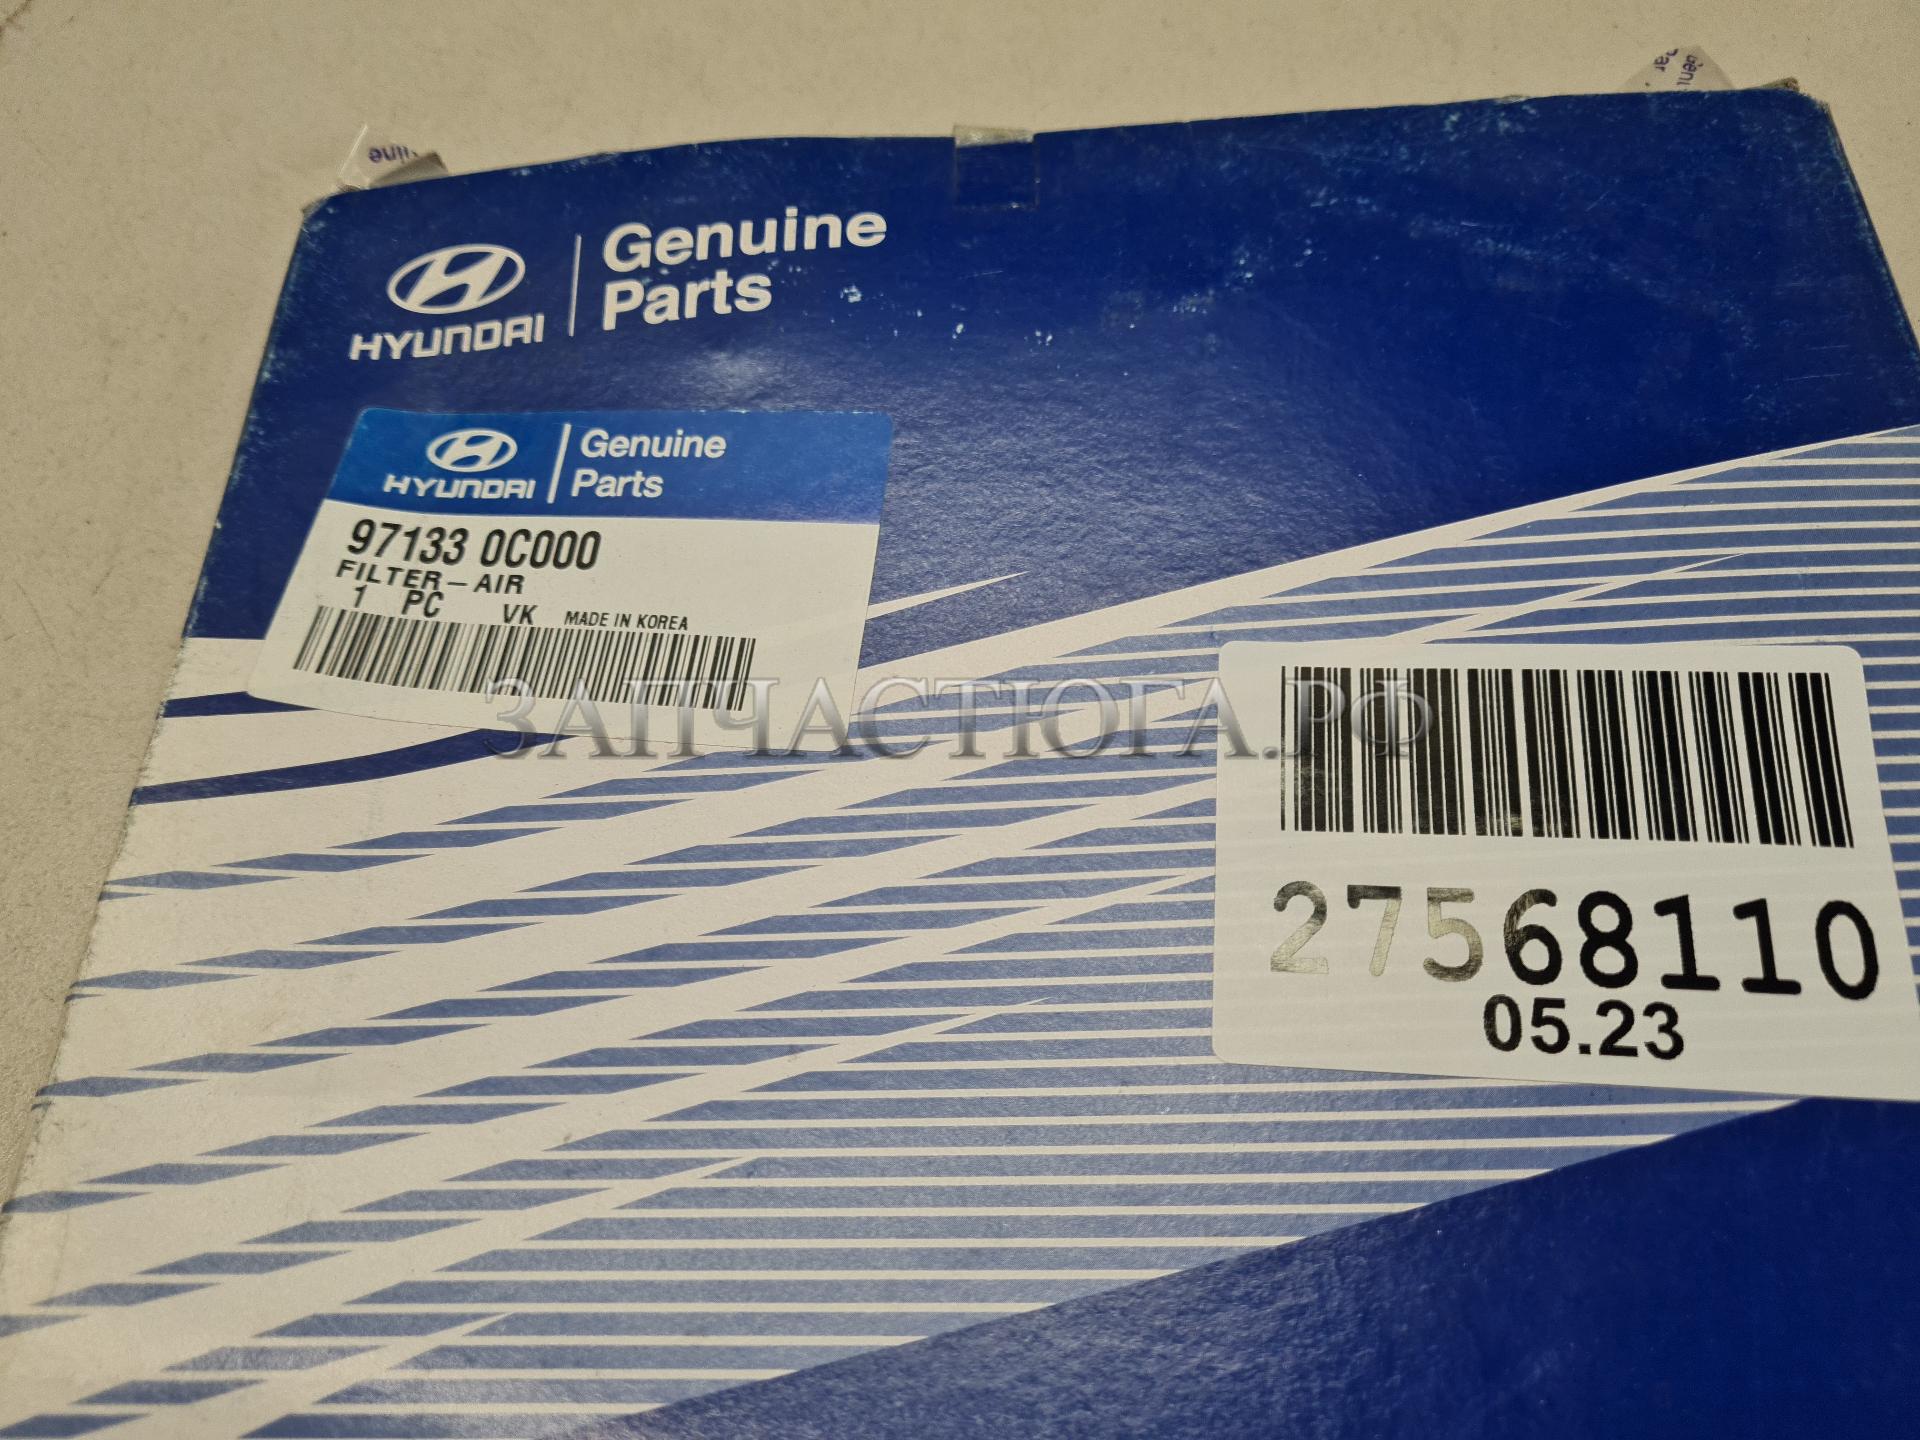 HYUNDAI
Genuine
Parts
HYUNDAI
Genuine
Parts
97133 0C000
FILTER-AIR
1 PC VK MADE IN KOREA
ЗАПЧАСТЮГА.РФ
27568110
05.23